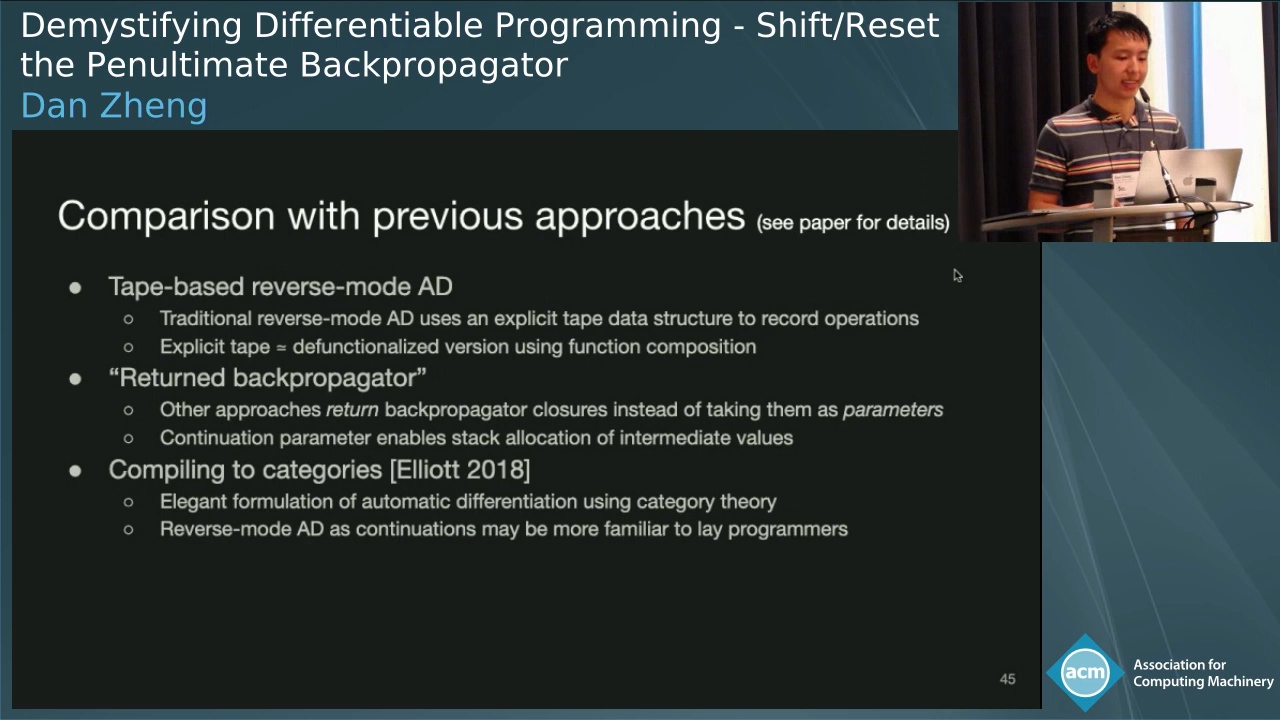 Demystifying Differentiable Programming - Shift/Reset
the Penultimate Backpropagator
Dan Zheng
Comparison with previous approaches (see paper for details)
● Tape-based reverse-mode AD
○ Traditional reverse-mode AD uses an explicit tape data structure to record operations
○ Explicit tape ≃ defunctionalized version using function composition
● “Returned backpropagator”
○ Other approaches return backpropagator closures instead of taking them as parameters
○ Continuation parameter enables stack allocation of intermediate values
● Compiling to categories [Elliott 2018]
○ Elegant formulation of automatic differentiation using category theory
○ Reverse-mode AD as continuations may be more familiar to lay programmers
45
acm
Association for
Computing Machinery